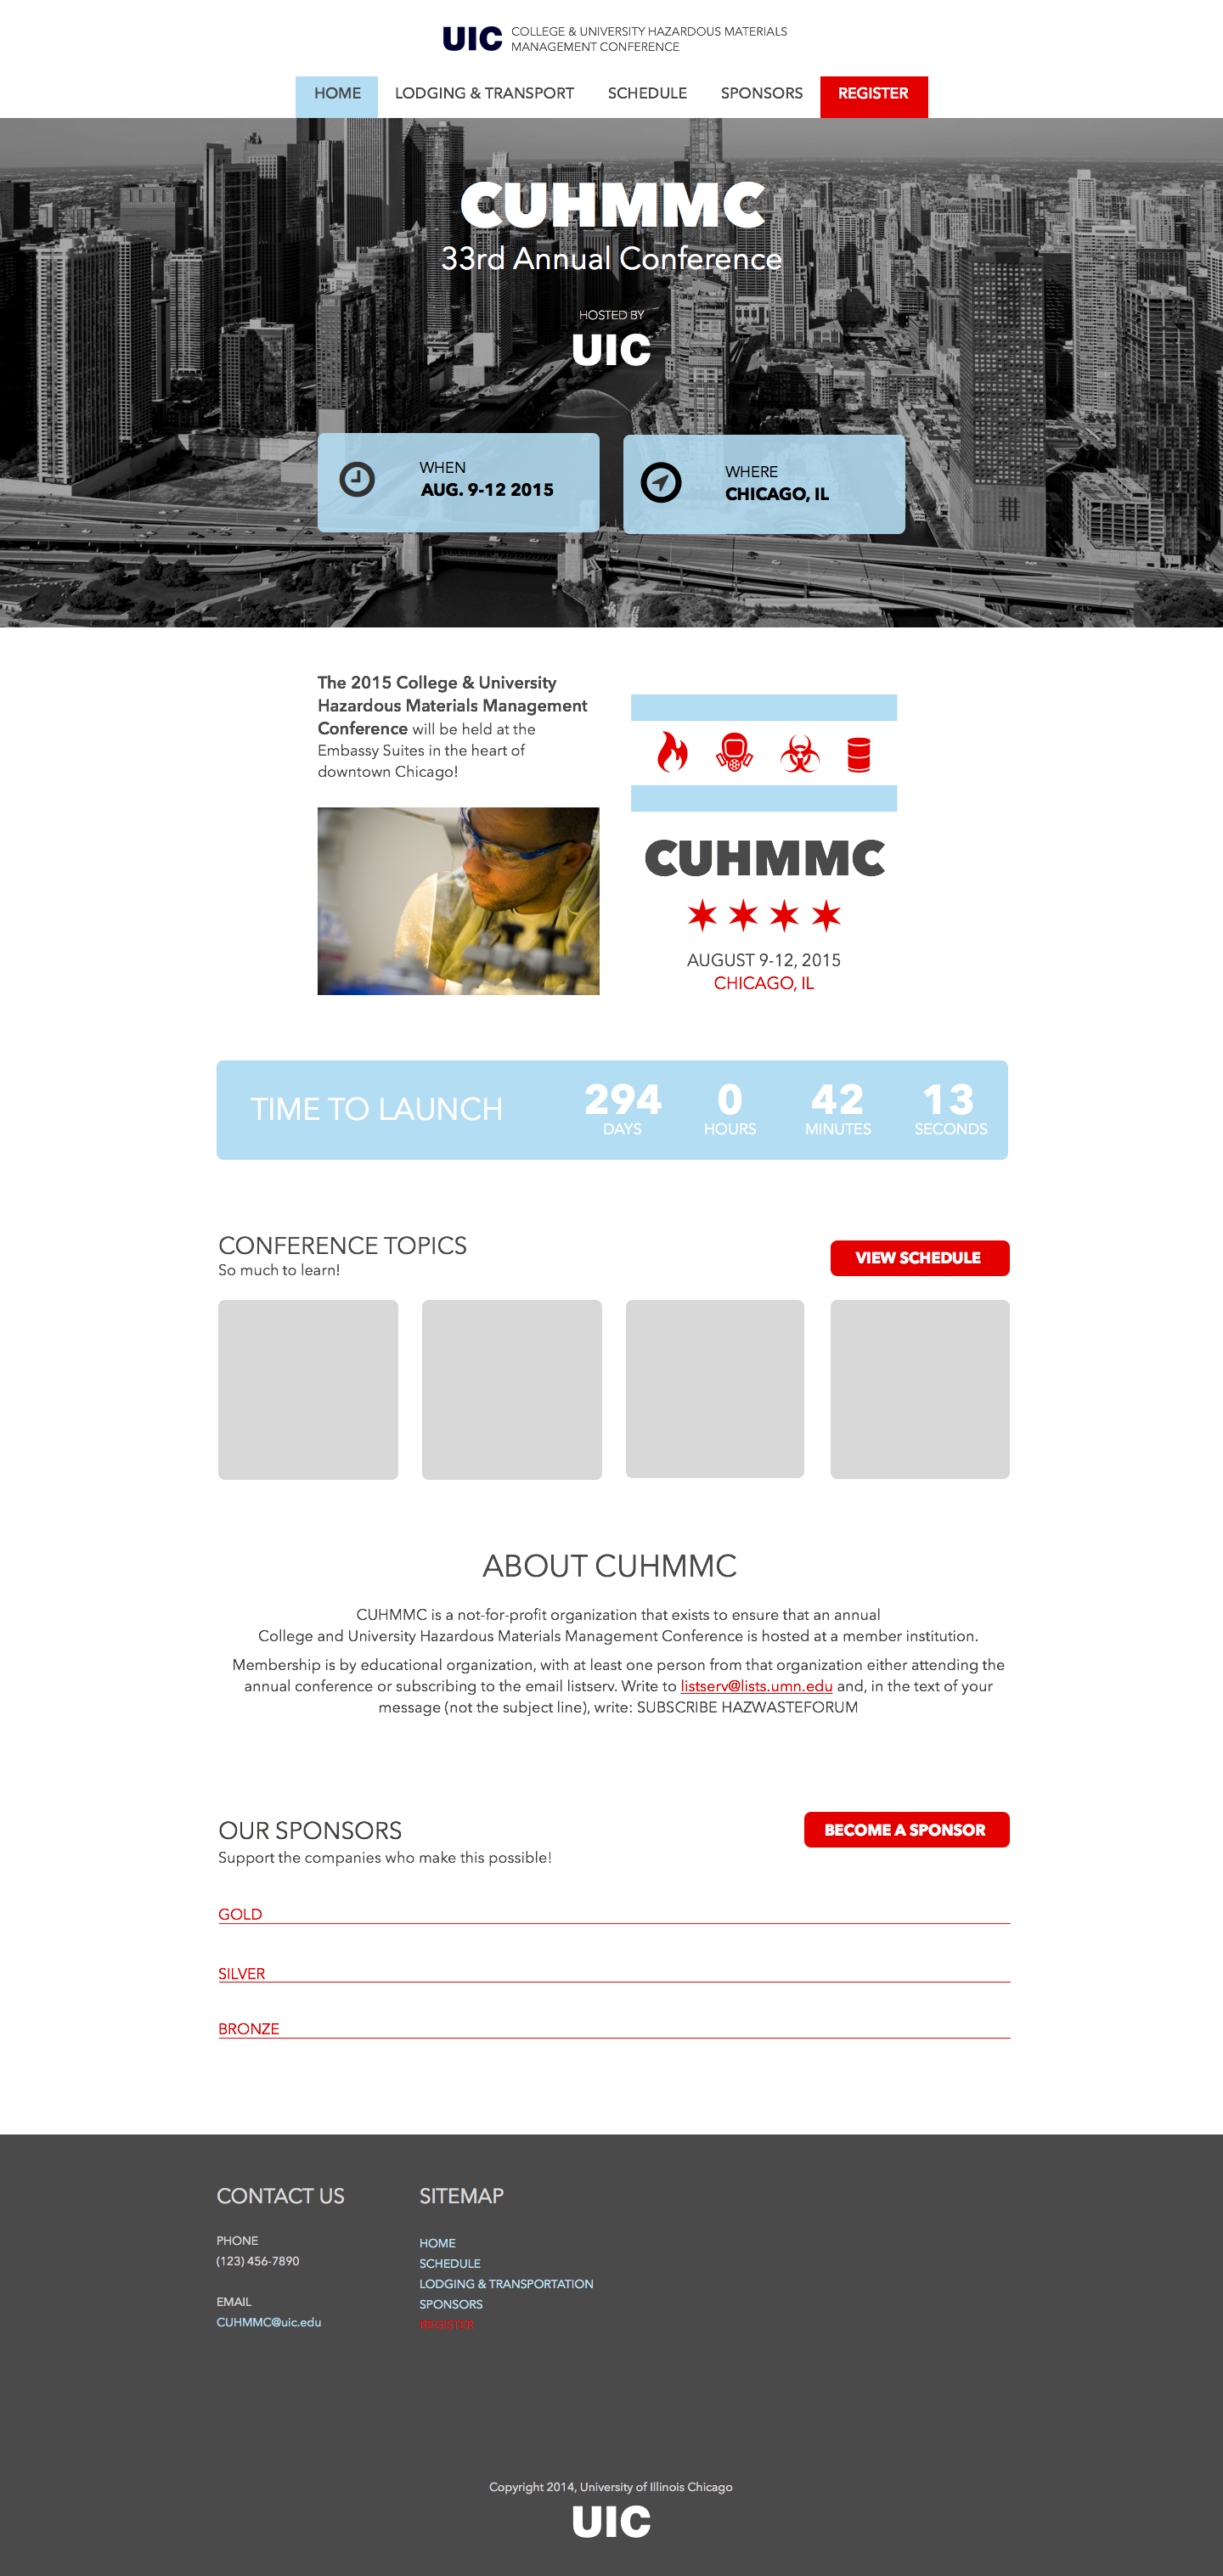 UIC COLLEGE & UNIVERSITY HAZARDOUS MATERIALS
MANAGEMENT CONFERENCE
HOME LODGING & TRANSPORT SCHEDULE SPONSORS REGISTER
CUHMMC
33rd Annual Conference
HOSTED BY
UIC
WHEN
AUG. 9-12 2015
WHERE
CHICAGO, IL
The 2015 College & University
Hazardous Materials Management
Conference will be held at the
Embassy Suites in the heart of
downtown Chicago!
CUHMMC
AUGUST 9-12, 2015
CHICAGO, IL
TIME TO LAUNCH
294 0 42 13
DAYS HOURS MINUTES SECONDS
CONFERENCE TOPICS
So much to learn!
VIEW SCHEDULE
ABOUT CUHMMC
CUHMMC is a not-for-profit organization that exists to ensure that an annual
College and University Hazardous Materials Management Conference is hosted at a member institution.
Membership is by educational organization, with at least one person from that organization either attending the
annual conference or subscribing to the email listserv. Write to listserv@lists.umn.edu and, in the text of your
message (not the subject line), write: SUBSCRIBE HAZWASTEFORUM
OUR SPONSORS
Support the companies who make this possible!
BECOME A SPONSOR
GOLD
SILVER
BRONZE
CONTACT US
PHONE
(123) 456-7890
EMAIL
CUHMMC@uic.edu
SITEMAP
HOME
SCHEDULE
LODGING & TRANSPORTATION
SPONSORS
REGISTER
Copyright 2014, University of Illinois Chicago
UIC